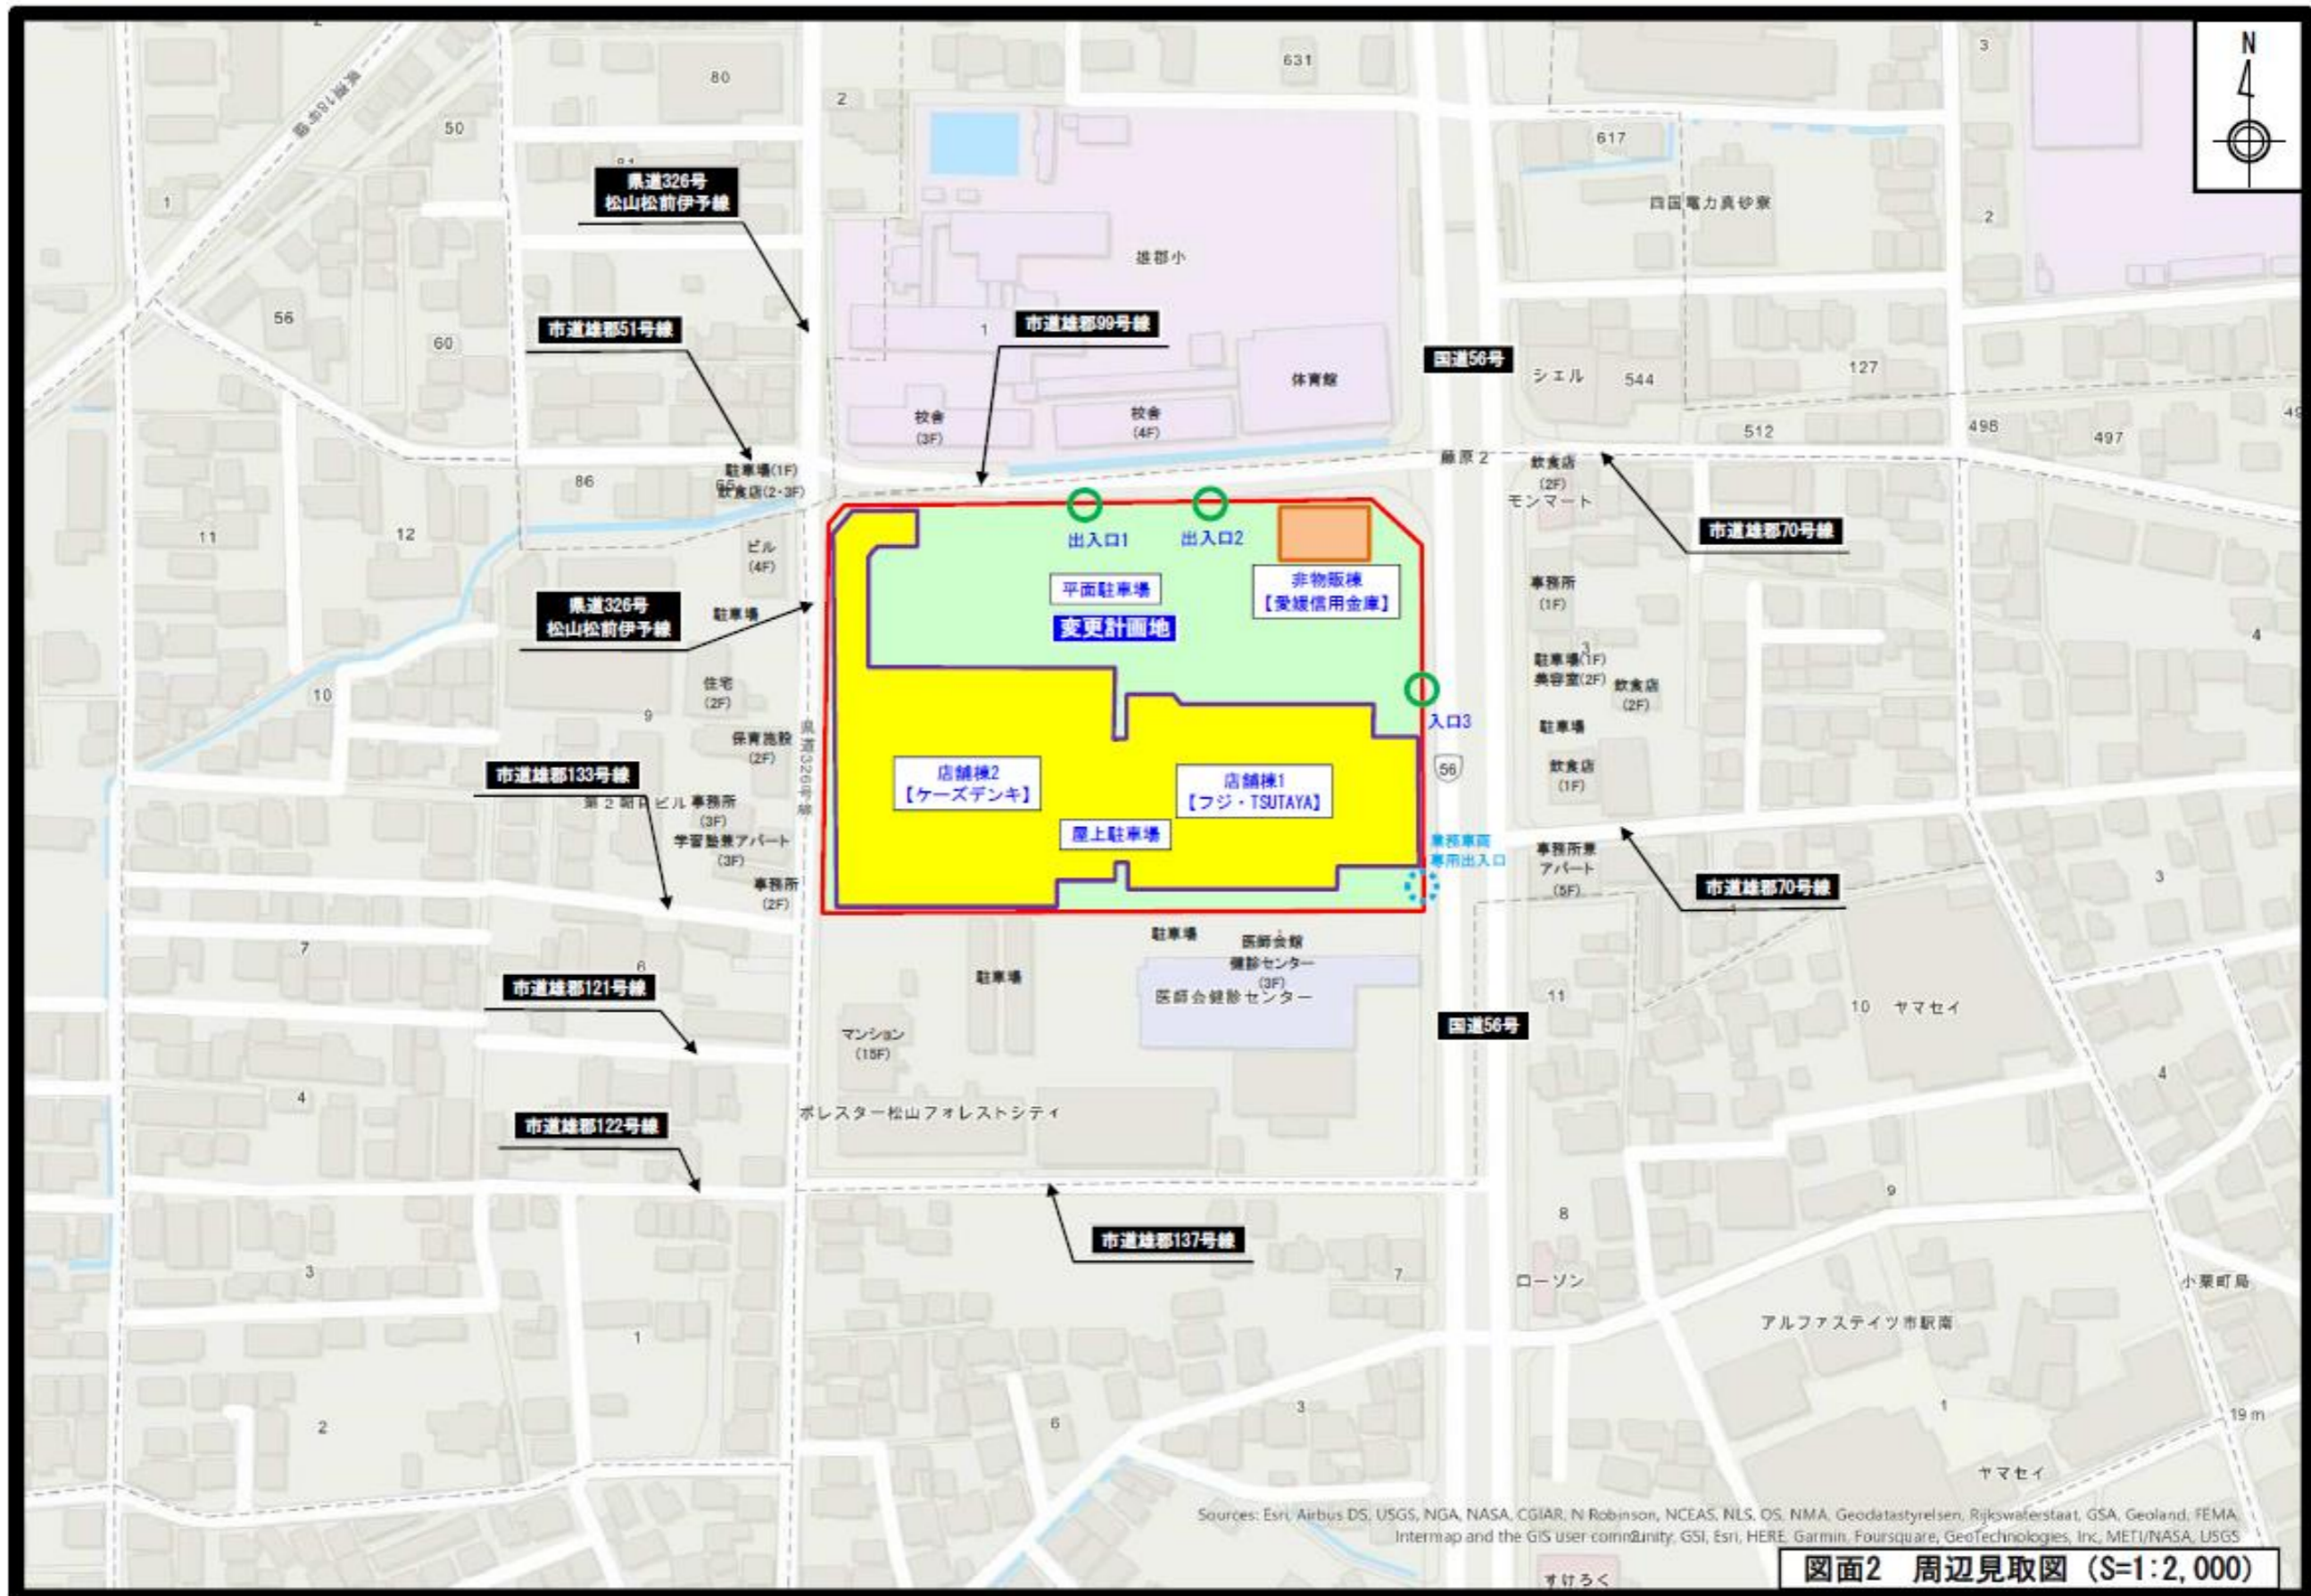 N
3
631
80
2
50
617
県道326号
松山松前伊予線
1
四国電力真砂寮
2
雄郡小
56
市道雄郡51号線
1
市道雄郡99号線
60
国道56号
体育館
シェル
544
127
校舎
(3F)
校舎
(4F)
512
498
497
駐車場(1F)
飲食店(2・3F)
86
藤原2
飲食店
(2F)
モンマート
11
12
出入口1
出入口2
市道雄郡70号線
ビル
(4F)
平面駐車場
非物販棟
【愛媛信用金庫】
事務所
(1F)
県道326号
松山松前伊予線
駐車場
変更計画地
4
3
駐車場(1F)
美容室(2F)
飲食店
(2F)
10
9
住宅
(2F)
入口3
駐車場
保育施設
(2F)
県道326号線
市道雄郡133号線
店舗棟2
【ケーズデンキ】
店舗棟1
【フジ・TSUTAYA】
56
飲食店
(1F)
事務所
(3F)
学習塾兼アパート
(3F)
屋上駐車場
業務車両
専用出入口
事務所兼
アパート
(5F)
事務所
(2F)
市道雄郡70号線
3
1
7
6
駐車場
医師会館
健診センター
(3F)
医師会健診センター
駐車場
市道雄郡121号線
11
10
ヤマセイ
マンション
(15F)
国道56号
4
4
ポレスター松山フォレストシティ
市道雄郡122号線
9
8
市道雄郡137号線
3
7
ローソン
小栗町局
アルファステイツ市駅南
1
2
6
3
1
19 m
ヤマセイ
Sources: Esri, Airbus DS, USGS, NGA, NASA, CGIAR, N Robinson, NCEAS, NLS, OS, NMA, Geodatastyrelsen, Rijkswaterstaat, GSA, Geoland, FEMA,
Intermap and the GIS user community, GSI, Esri, HERE, Garmin, Foursquare, GeoTechnologies, Inc, METI/NASA, USGS
図面2 周辺見取図 (S=1:2,000)
すけろく